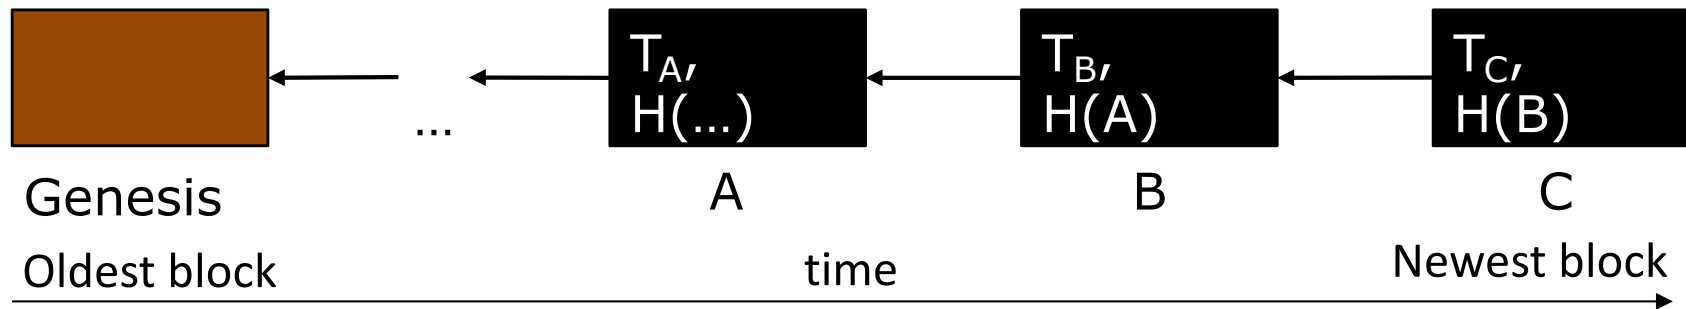 T_A,
H(...)
T_B,
H(A)
T_C,
H(B)
...
Genesis
A
B
C
Oldest block
time
Newest block